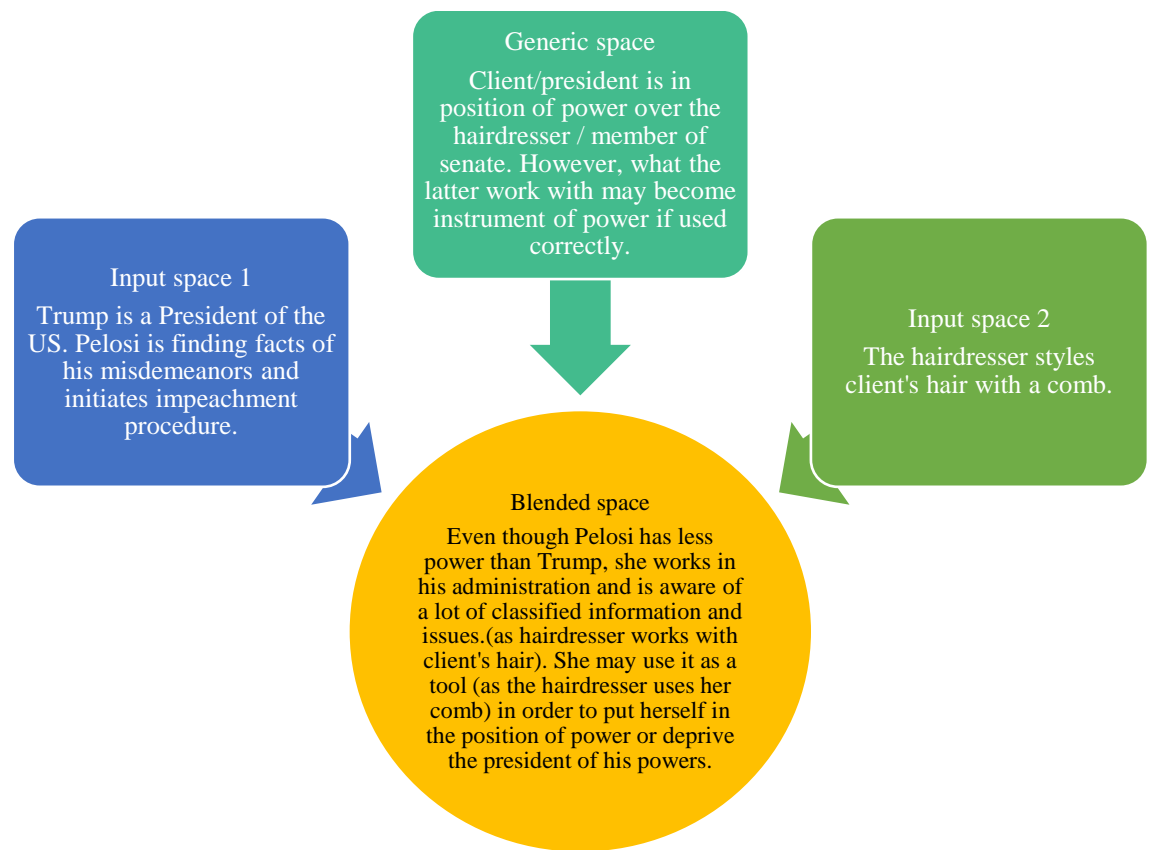 Generic space
Client/president is in
position of power over the
hairdresser / member of
senate. However, what the
latter work with may become
instrument of power if used
correctly.
Input space 1
Trump is a President of the
US. Pelosi is finding facts of
his misdemeanors and
initiates impeachment
procedure.
Input space 2
The hairdresser styles
client's hair with a comb.
Blended space
Even though Pelosi has less
power than Trump, she works in
his administration and is aware of
a lot of classified information and
issues.(as hairdresser works with
client's hair). She may use it as a
tool (as the hairdresser uses her
comb) in order to put herself in
the position of power or deprive
the president of his powers.